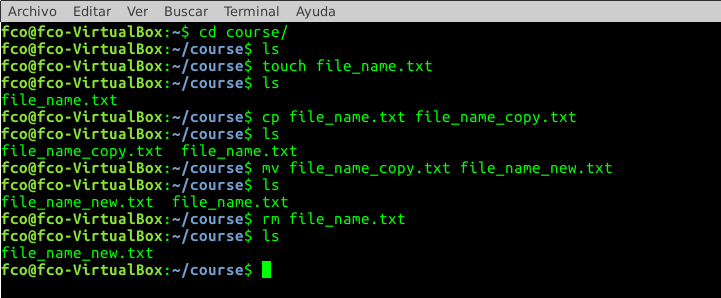 Archivo Editar Ver Buscar Terminal Ayuda
fco@fco-VirtualBox:~$ cd course/
fco@fco-VirtualBox:~/course$ ls
fco@fco-VirtualBox:~/course$ touch file_name.txt
fco@fco-VirtualBox:~/course$ ls
file_name.txt
fco@fco-VirtualBox:~/course$ cp file_name.txt file_name_copy.txt
fco@fco-VirtualBox:~/course$ ls
file_name_copy.txt  file_name.txt
fco@fco-VirtualBox:~/course$ mv file_name_copy.txt file_name_new.txt
fco@fco-VirtualBox:~/course$ ls
file_name_new.txt  file_name.txt
fco@fco-VirtualBox:~/course$ rm file_name.txt
fco@fco-VirtualBox:~/course$ ls
file_name_new.txt
fco@fco-VirtualBox:~/course$